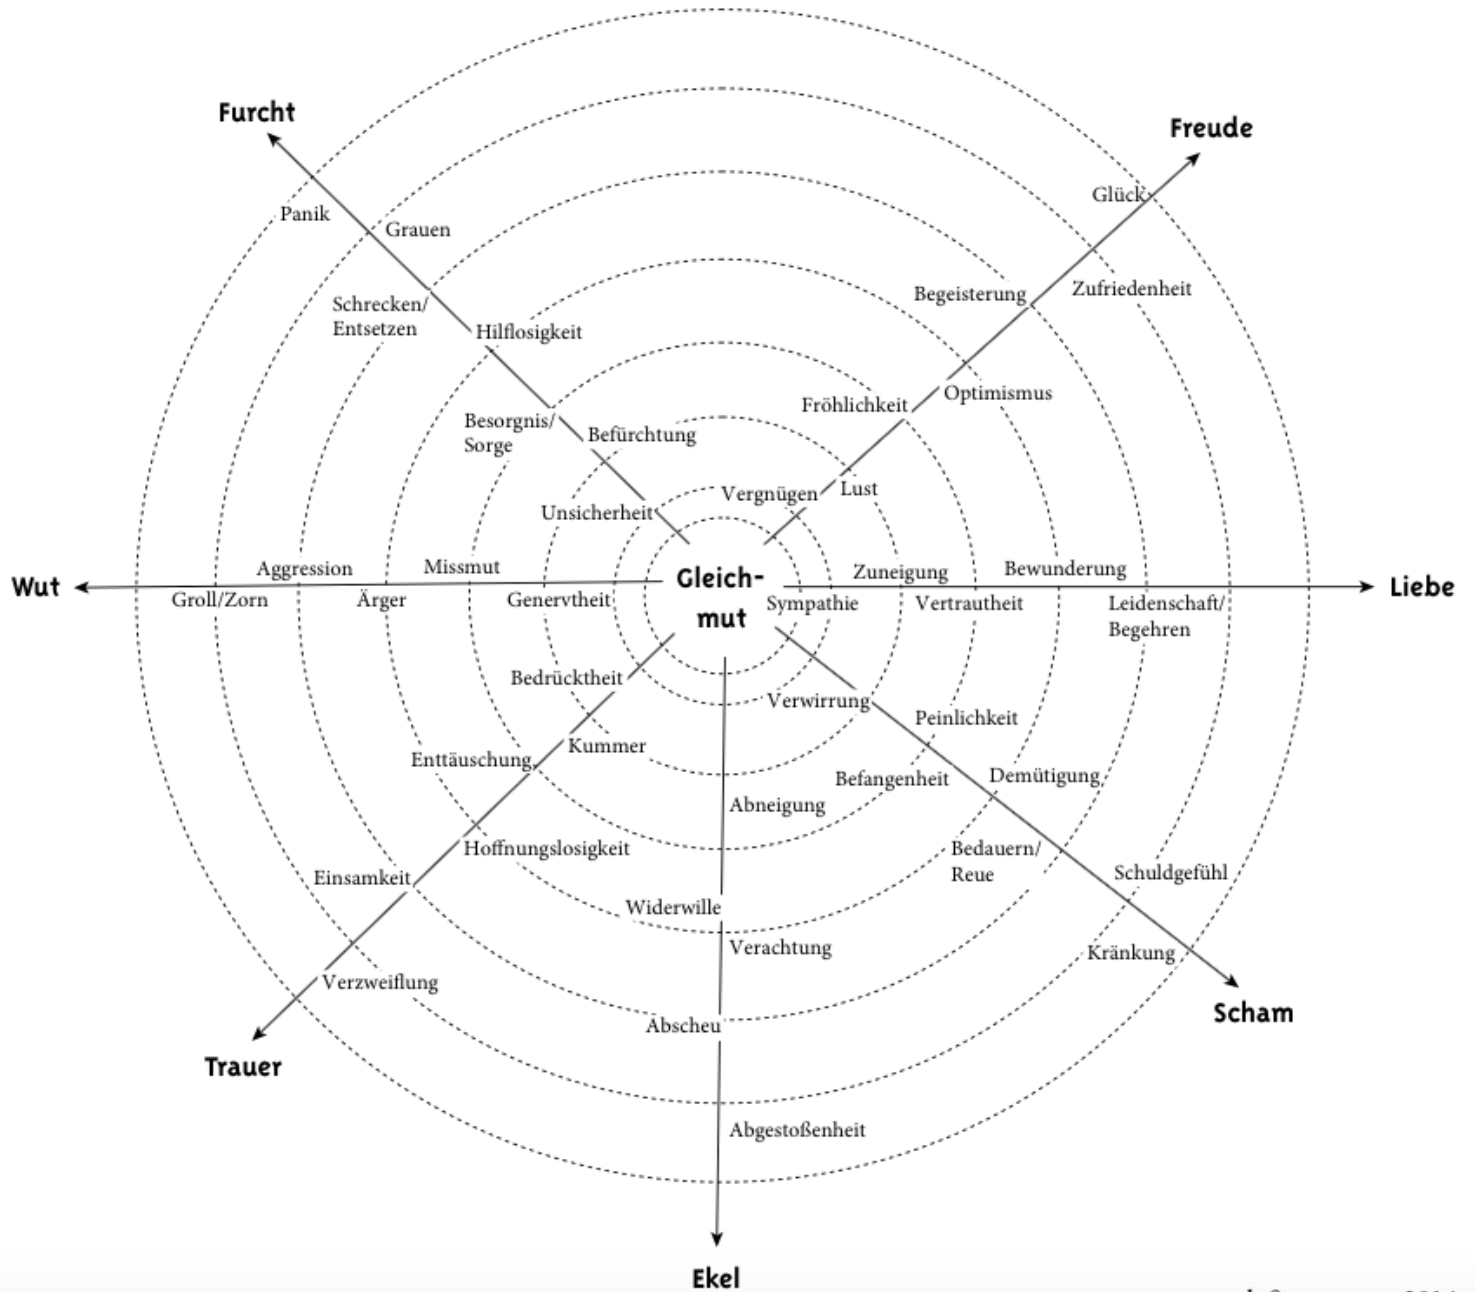 Furcht
Freude
Glück
Panik
Grauen
Zufriedenheit
Begeisterung
Schrecken/
Entsetzen
Hilflosigkeit
Optimismus
Fröhlichkeit
Besorgnis/
Sorge
Befürchtung
Vergnügen
Lust
Unsicherheit
Aggression
Missmut
Zuneigung
Bewunderung
Wut
Gleich-
mut
Liebe
Groll/Zorn
Ärger
Genervtheit
Sympathie
Vertrautheit
Leidenschaft/
Begehren
Bedrücktheit
Verwirrung
Peinlichkeit
Kummer
Enttäuschung
Befangenheit
Demütigung
Abneigung
Hoffnungslosigkeit
Bedauern/
Reue
Einsamkeit
Schuldgefühl
Widerwille
Verachtung
Kränkung
Verzweiflung
Scham
Abscheu
Trauer
Abgestoßenheit
Ekel